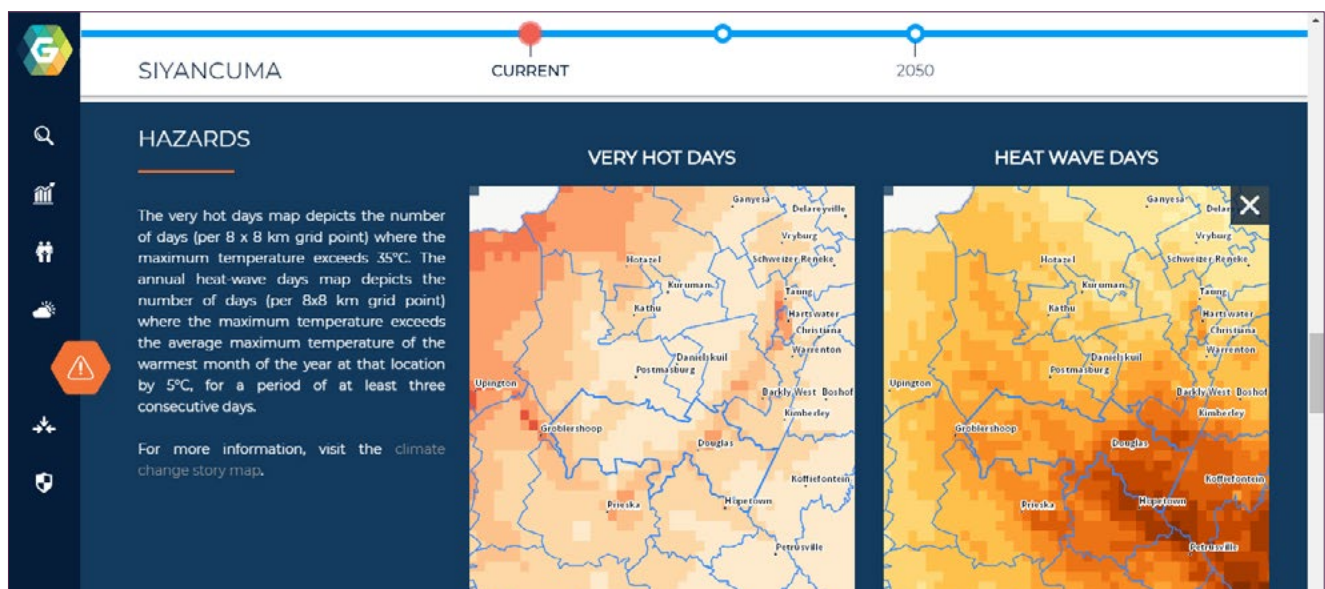 G
SIYANCUMA
CURRENT
2050
HAZARDS
The very hot days map depicts the number
of days (per 8 x 8 km grid point) where the
maximum temperature exceeds 35°C. The
annual heat-wave days map depicts the
number of days (per 8x8 km grid point)
where the maximum temperature exceeds
the average maximum temperature of the
warmest month of the year at that location
by 5°C, for a period of at least three
consecutive days.
For more information, visit the climate
change story map.
VERY HOT DAYS
Ganyesa
Delareyville
Vryburg
Hotazel
Schweizer-Reneke
Kuruman
Taung
Kathu
Hartswater
Christiana
Danielskuil
Warrenton
Postmasburg
Upington
Barkly West
Boshof
Kimberley
Groblershoop
Douglas
Koffiefontein
Prieska
Hopetown
Petrusville
HEAT WAVE DAYS
Ganyesa
Delar
Vryburg
Hotazel
Schweizer-Reneke
Kuruman
Taung
Kathu
Hartswater
Christiana
Danielskuil
Warrenton
Postmasburg
Upington
Barkly West
Boshof
Kimberley
Groblershoop
Douglas
Koffiefontein
Prieska
Hopetown
Petrusville